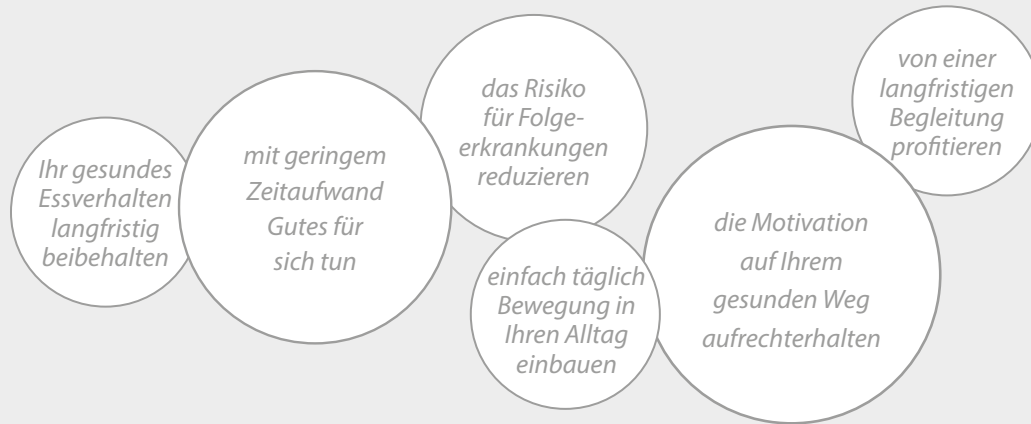 Ihr gesundes
Essverhalten
langfristig
beibehalten
mit geringem
Zeitaufwand
Gutes für
sich tun
das Risiko
für Folge-
erkrankungen
reduzieren
einfach täglich
Bewegung in
Ihren Alltag
einbauen
die Motivation
auf Ihrem
gesunden Weg
aufrechterhalten
von einer
langfristigen
Begleitung
profitieren